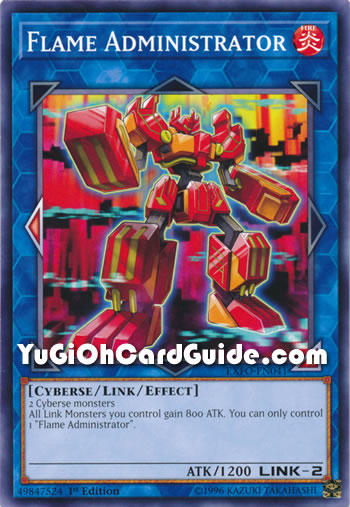 FLAME ADMINISTRATOR
FIRE
炎
YuGiOhCardGuide.com
[CYBERSE/LINK/EFFECT]
2 Cyberse monsters
All Link Monsters you control gain 800 ATK. You can only control
1 "Flame Administrator".
ATK/1200 LINK-2
49847524 1st Edition ©1996 KAZUKI TAKAHASHI